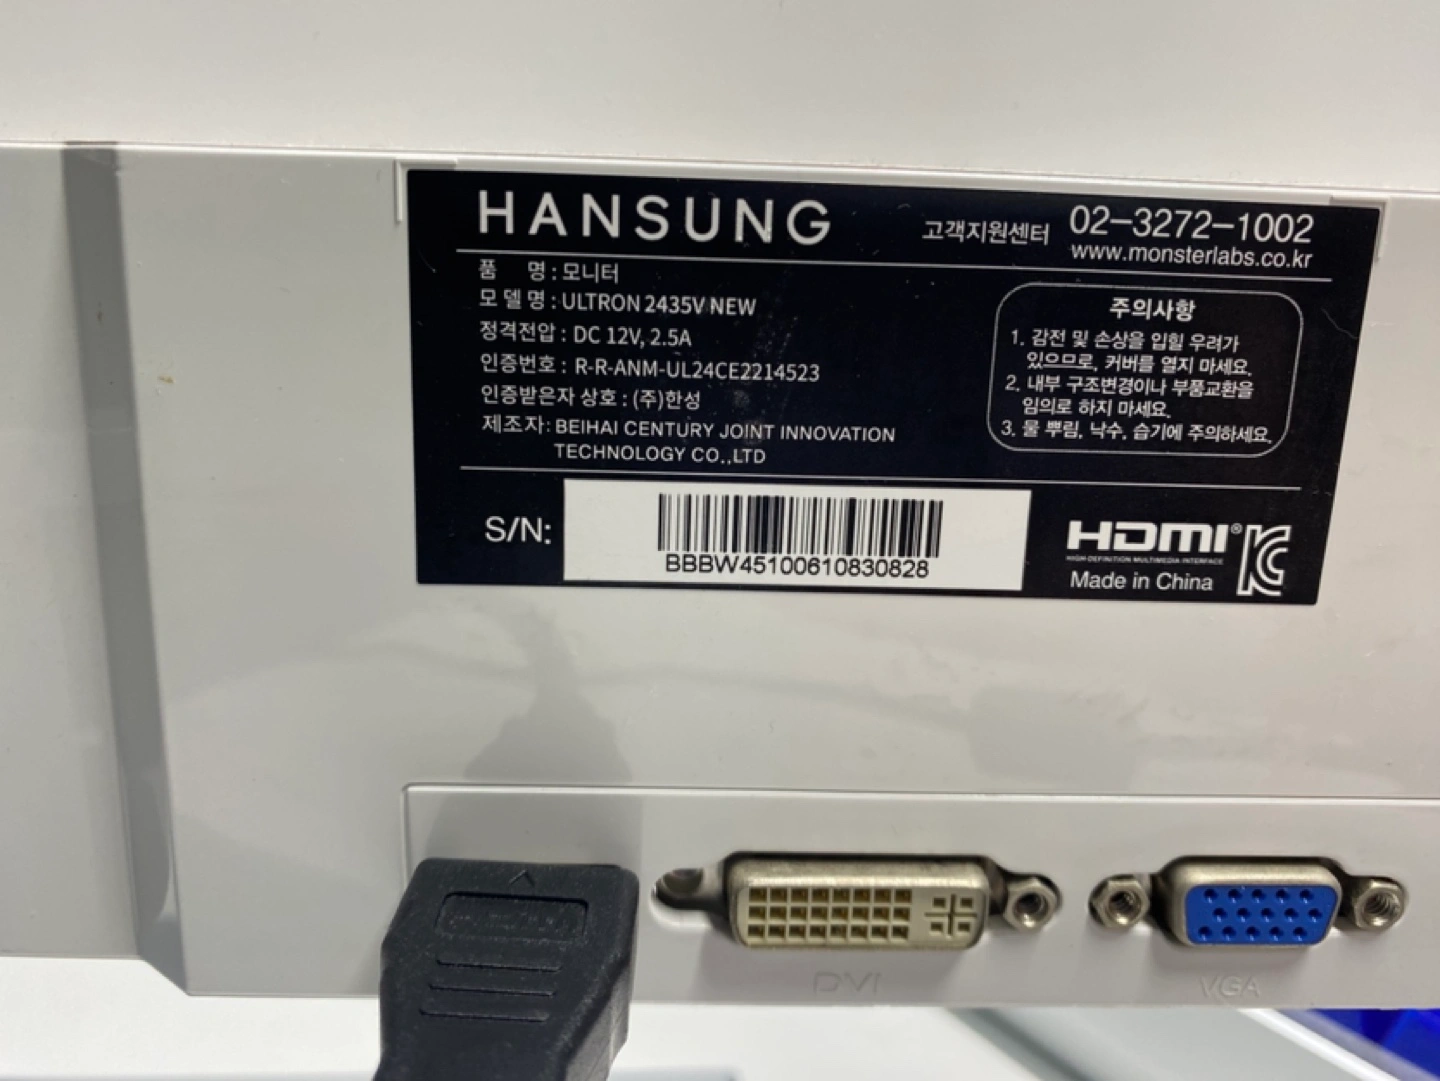 HANSUNG
고객지원센터 02-3272-1002
www.monsterlabs.co.kr
품 명 : 모니터
모 델 명 : ULTRON 2435V NEW
정격전압 : DC 12V, 2.5A
인증번호 : R-R-ANM-UL24CE2214523
인증받은자 상호 : (주)한성
제조자: BEIHAI CENTURY JOINT INNOVATION
TECHNOLOGY CO.,LTD
주의사항
1. 감전 및 손상을 입힐 우려가
있으므로, 커버를 열지 마세요.
2. 내부 구조변경이나 부품교환을
임의로 하지 마세요.
3. 물 뿌림, 낙수, 습기에 주의하세요.
S/N:
BBBW45100610830828
HDMI®
HIGH-DEFINITION MULTIMEDIA INTERFACE
Made in China
KC
DVI
VGA